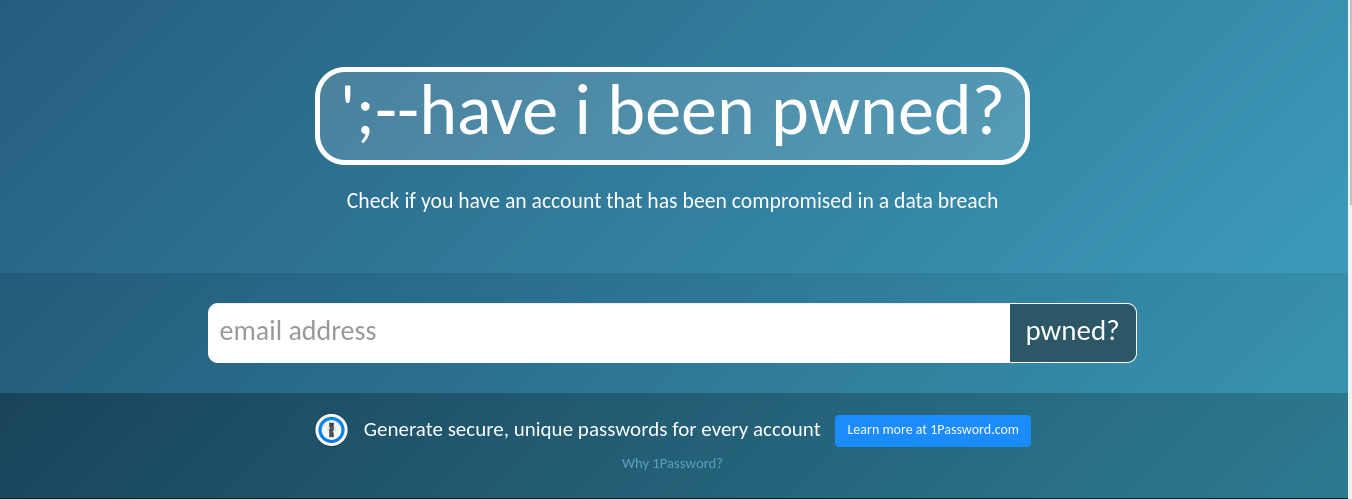 ';--have i been pwned?
Check if you have an account that has been compromised in a data breach
email address
pwned?
Generate secure, unique passwords for every account
Learn more at 1Password.com
Why 1Password?